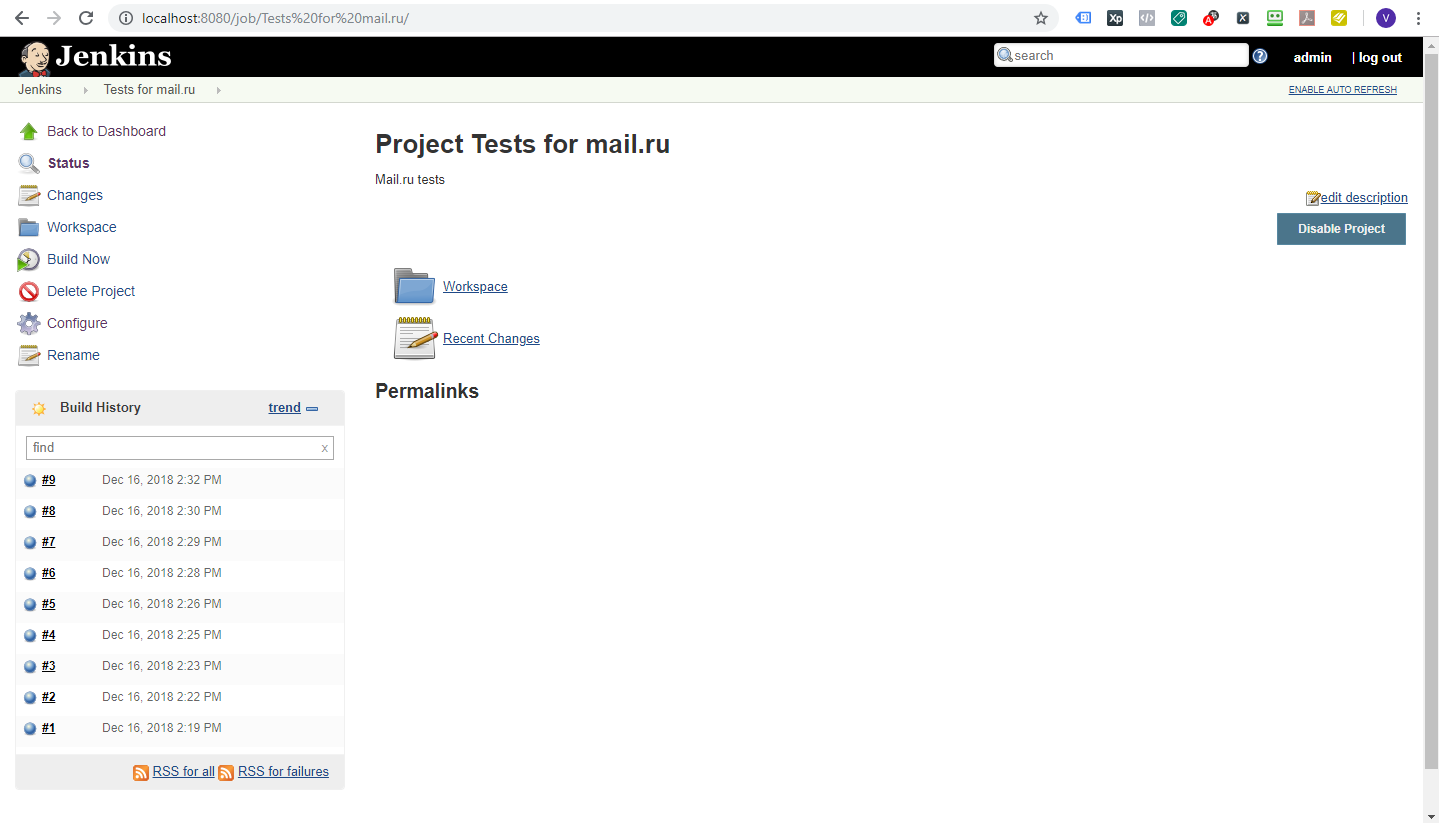 localhost:8080/job/Tests%20for%20mail.ru/
Xp
V
Jenkins
search
admin | log out
Jenkins Tests for mail.ru
ENABLE AUTO REFRESH
Back to Dashboard
Status
Changes
Workspace
Build Now
Delete Project
Configure
Rename
Project Tests for mail.ru
Mail.ru tests
edit description
Disable Project
Workspace
Recent Changes
Permalinks
Build History trend
find x
#9 Dec 16, 2018 2:32 PM
#8 Dec 16, 2018 2:30 PM
#7 Dec 16, 2018 2:29 PM
#6 Dec 16, 2018 2:28 PM
#5 Dec 16, 2018 2:26 PM
#4 Dec 16, 2018 2:25 PM
#3 Dec 16, 2018 2:23 PM
#2 Dec 16, 2018 2:22 PM
#1 Dec 16, 2018 2:19 PM
RSS for all RSS for failures